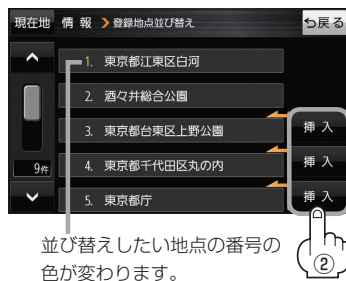 現在地 情 報 > 登録地点並び替え 戻る
1. 東京都江東区白河
2. 酒々井総合公園
3. 東京都台東区上野公園
挿 入
4. 東京都千代田区丸の内
挿 入
9件
5. 東京都庁
挿 入
並び替えしたい地点の番号の
色が変わります。
②